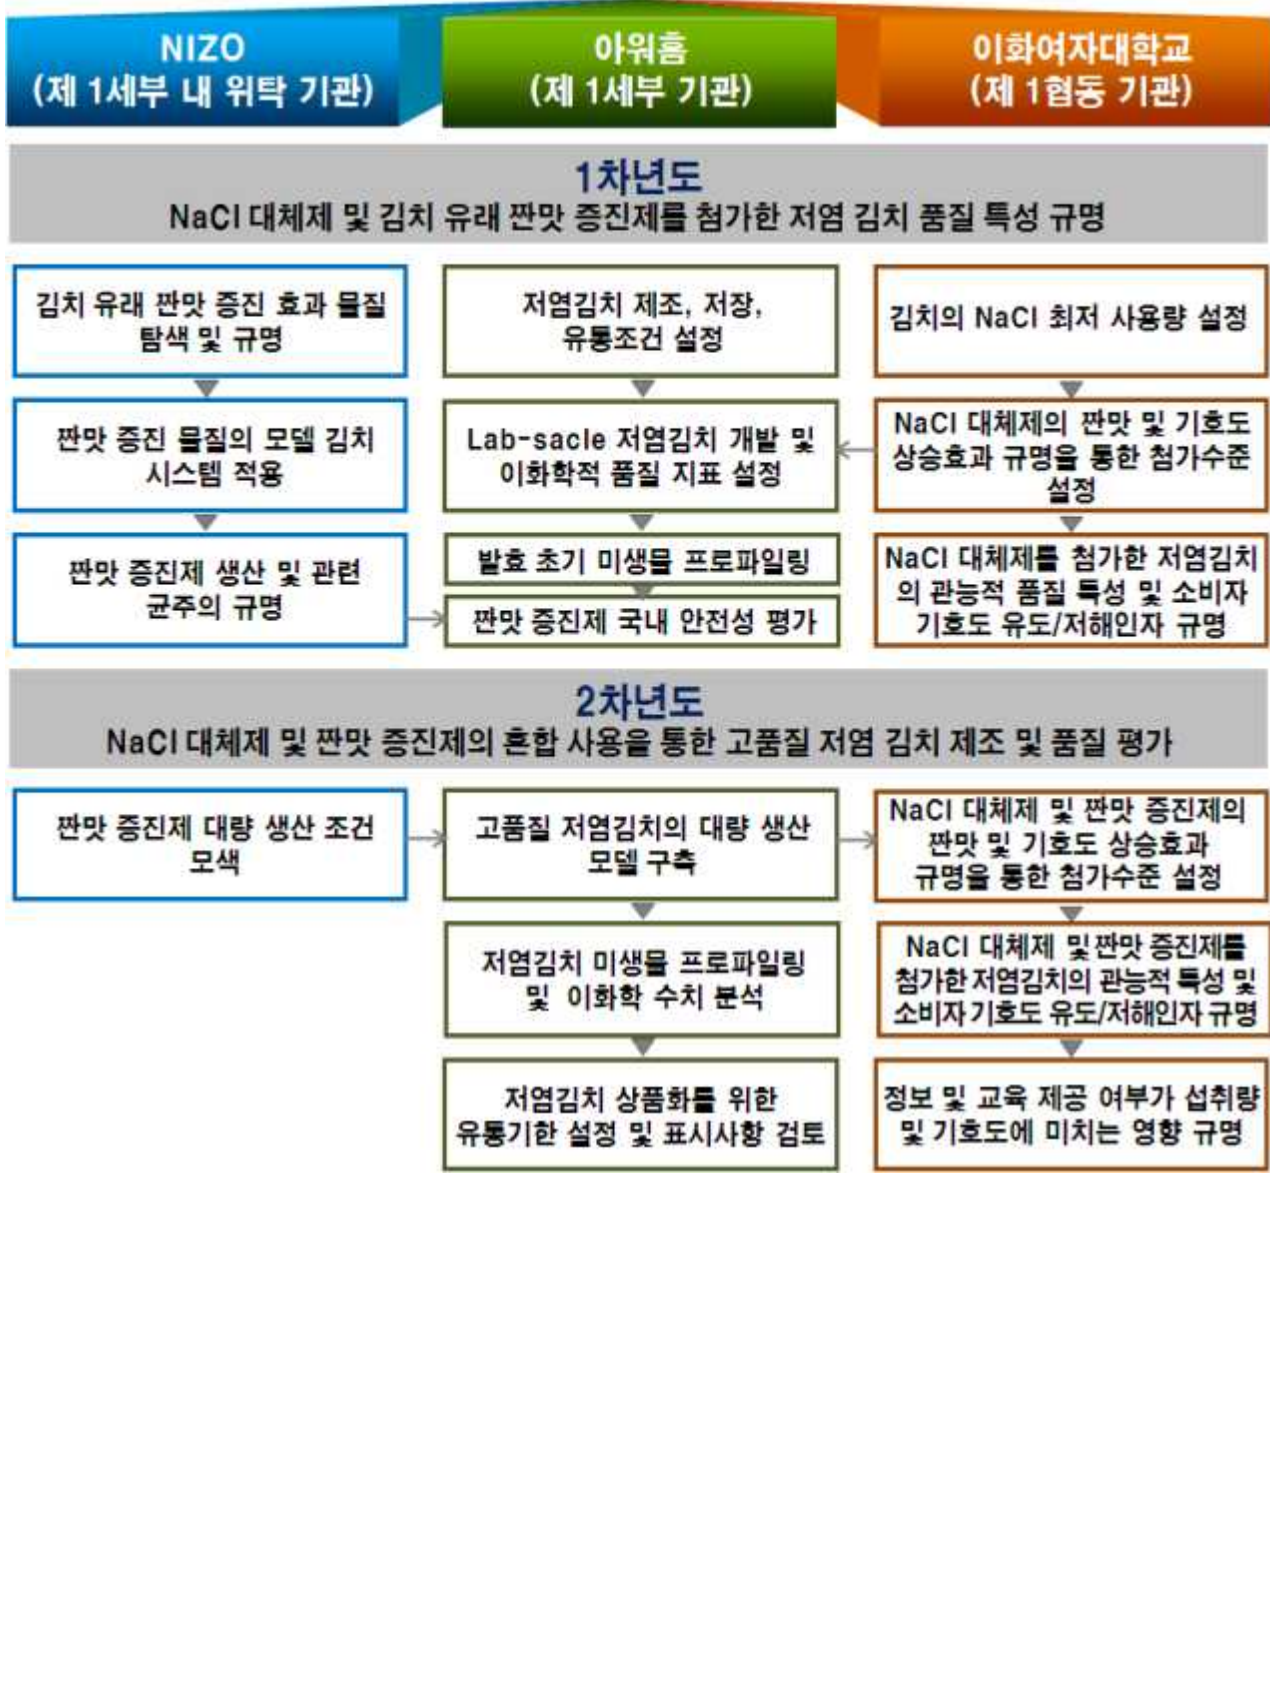 NIZO
(제 1세부 내 위탁 기관)
아워홈
(제 1세부 기관)
이화여자대학교
(제 1협동 기관)
1차년도
NaCl 대체제 및 김치 유래 짠맛 증진제를 첨가한 저염 김치 품질 특성 규명
김치 유래 짠맛 증진 효과 물질
탐색 및 규명
짠맛 증진 물질의 모델 김치
시스템 적용
짠맛 증진제 생산 및 관련
균주의 규명
저염김치 제조, 저장,
유통조건 설정
Lab-sacle 저염김치 개발 및
이화학적 품질 지표 설정
발효 초기 미생물 프로파일링
짠맛 증진제 국내 안전성 평가
김치의 NaCl 최저 사용량 설정
NaCl 대체제의 짠맛 및 기호도
상승효과 규명을 통한 첨가수준
설정
NaCl 대체제를 첨가한 저염김치
의 관능적 품질 특성 및 소비자
기호도 유도/저해인자 규명
2차년도
NaCl 대체제 및 짠맛 증진제의 혼합 사용을 통한 고품질 저염 김치 제조 및 품질 평가
짠맛 증진제 대량 생산 조건
모색
고품질 저염김치의 대량 생산
모델 구축
저염김치 미생물 프로파일링
및 이화학 수치 분석
저염김치 상품화를 위한
유통기한 설정 및 표시사항 검토
NaCl 대체제 및 짠맛 증진제의
짠맛 및 기호도 상승효과
규명을 통한 첨가수준 설정
NaCl 대체제 및 짠맛 증진제를
첨가한 저염김치의 관능적 특성 및
소비자 기호도 유도/저해인자 규명
정보 및 교육 제공 여부가 섭취량
및 기호도에 미치는 영향 규명